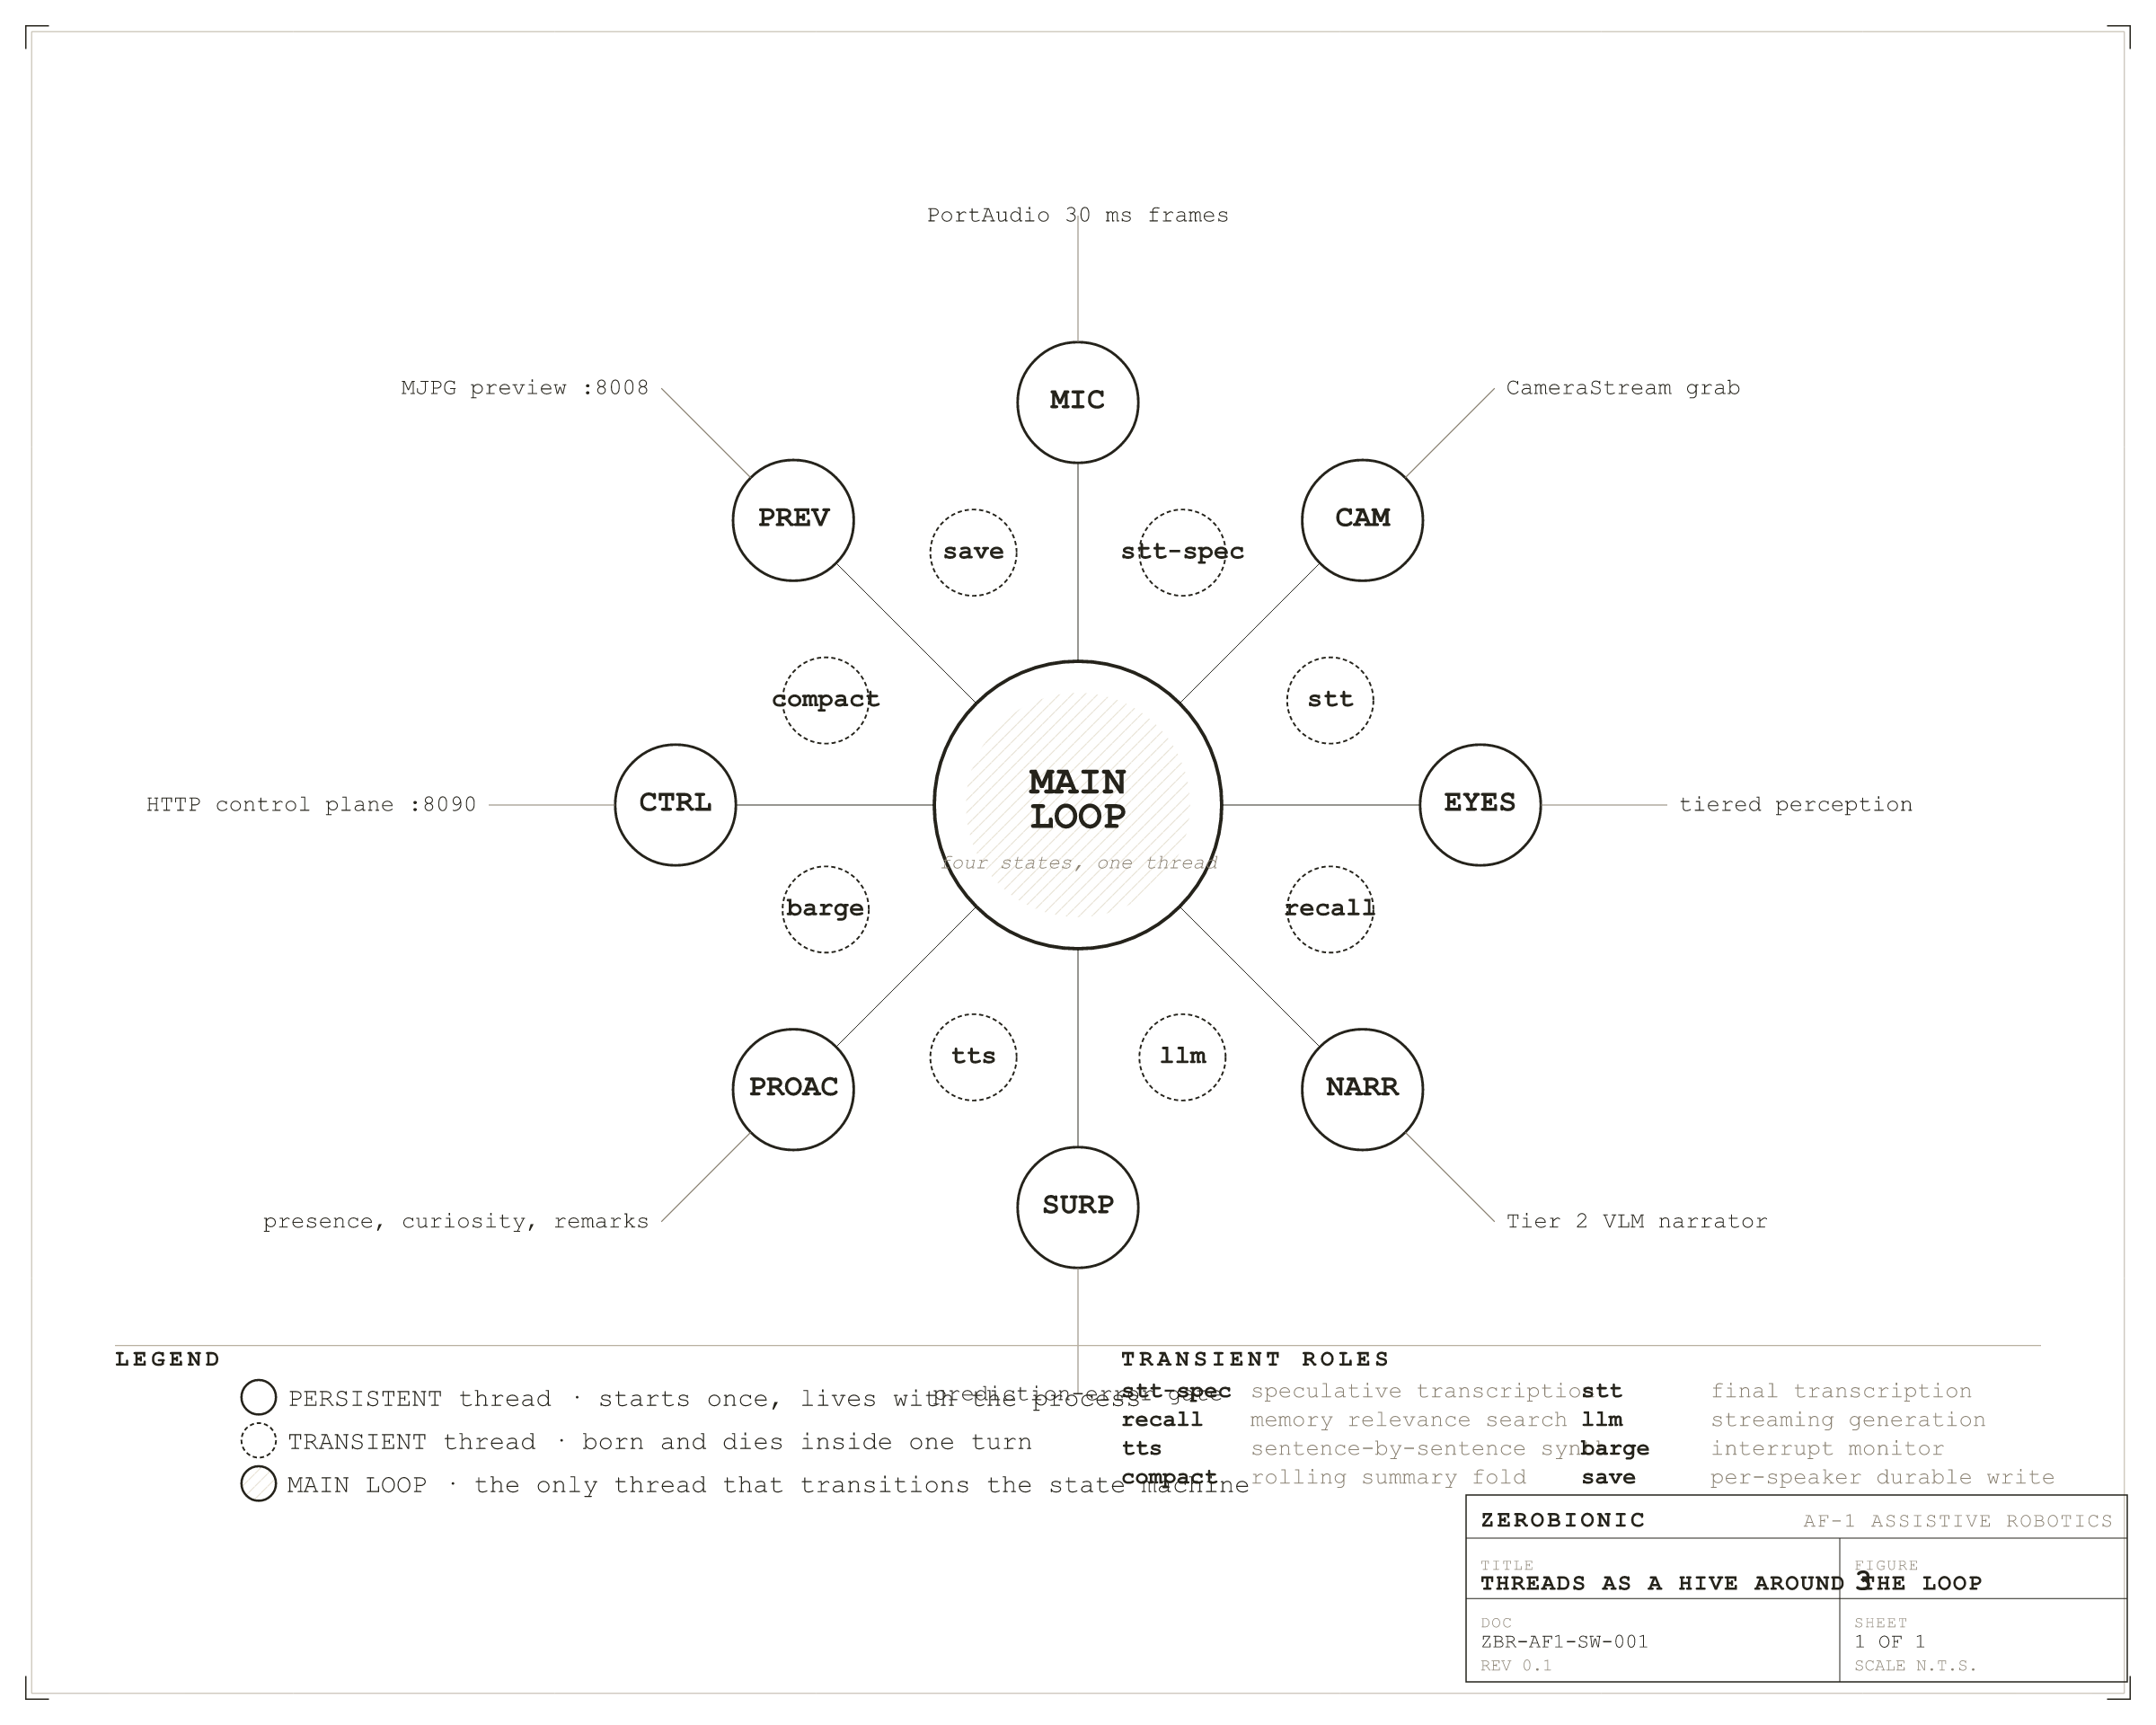 PortAudio 30 ms frames
MJPG preview :8008
CameraStream grab
MIC
PREV
CAM
save
stt-spec
compact
stt
MAIN
LOOP
four states, one thread
HTTP control plane :8090
CTRL
EYES
tiered perception
barge
recall
tts
llm
PROAC
NARR
SURP
presence, curiosity, remarks
Tier 2 VLM narrator
prediction-error gate
LEGEND
PERSISTENT thread · starts once, lives with the process
TRANSIENT thread · born and dies inside one turn
MAIN LOOP · the only thread that transitions the state machine
TRANSIENT ROLES
stt-spec speculative transcription stt final transcription
recall memory relevance search llm streaming generation
tts sentence-by-sentence synth barge interrupt monitor
compact rolling summary fold save per-speaker durable write
ZEROBIONIC AF-1 ASSISTIVE ROBOTICS
TITLE
THREADS AS A HIVE AROUND THE LOOP
FIGURE
3
DOC
ZBR-AF1-SW-001
REV 0.1
SHEET
1 OF 1
SCALE N.T.S.